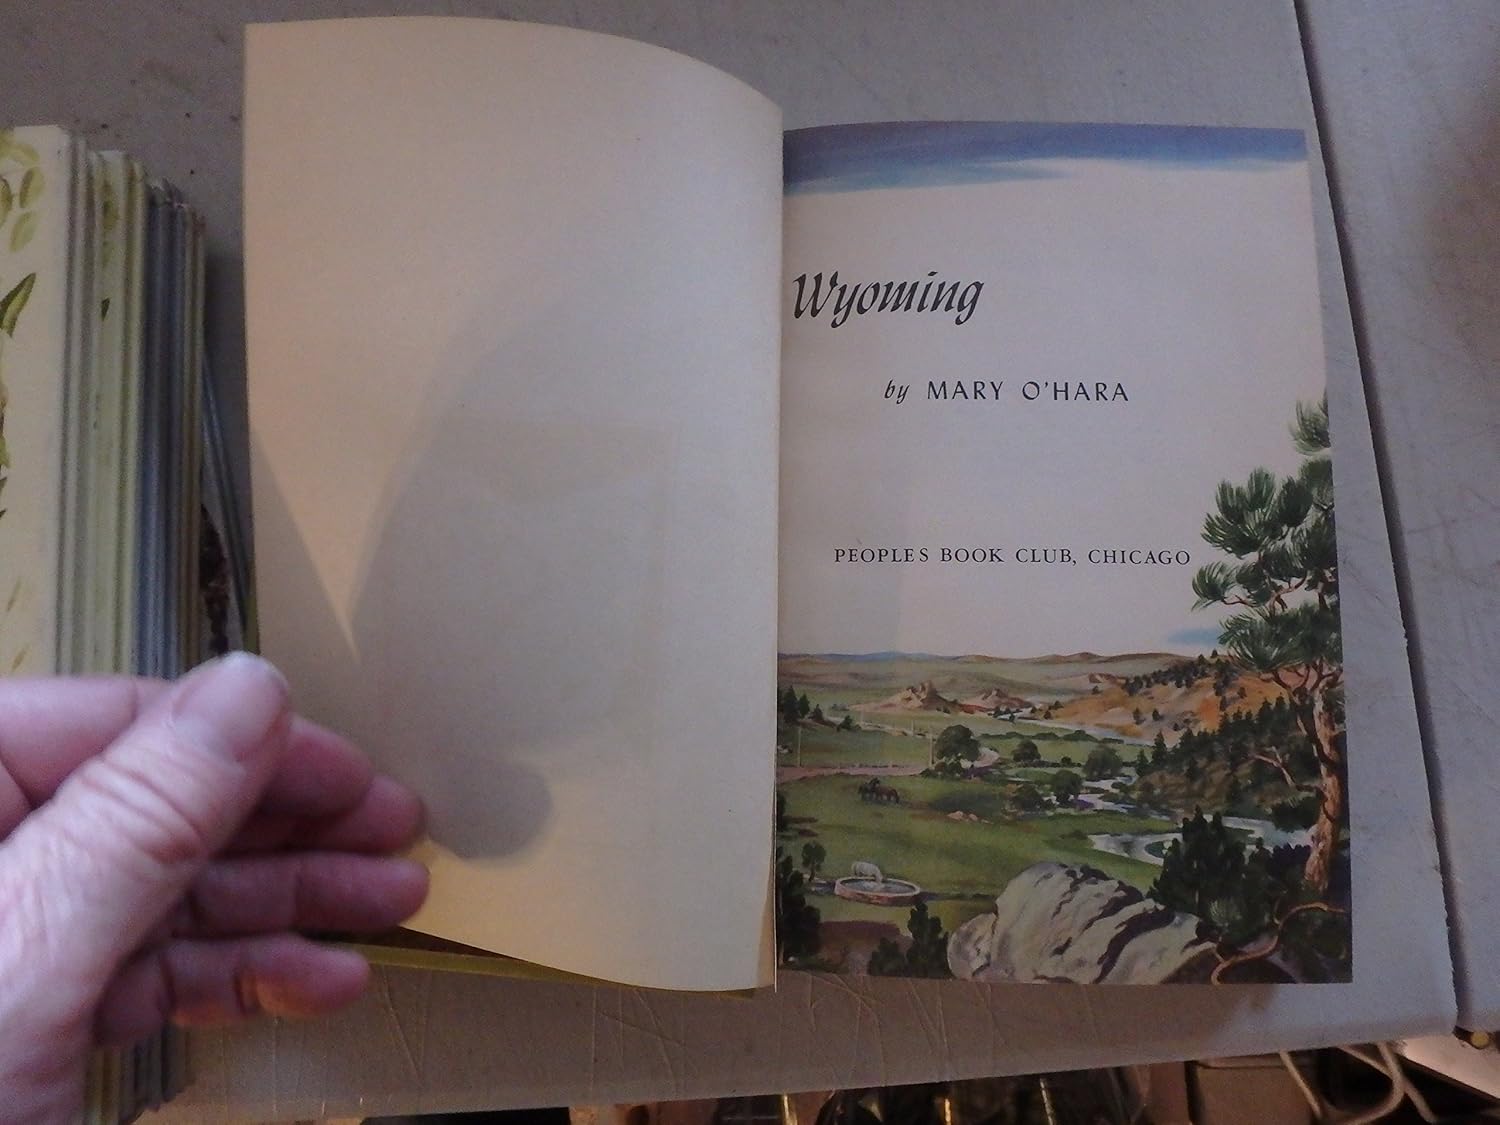 Wyoming
by MARY O'HARA
PEOPLES BOOK CLUB, CHICAGO